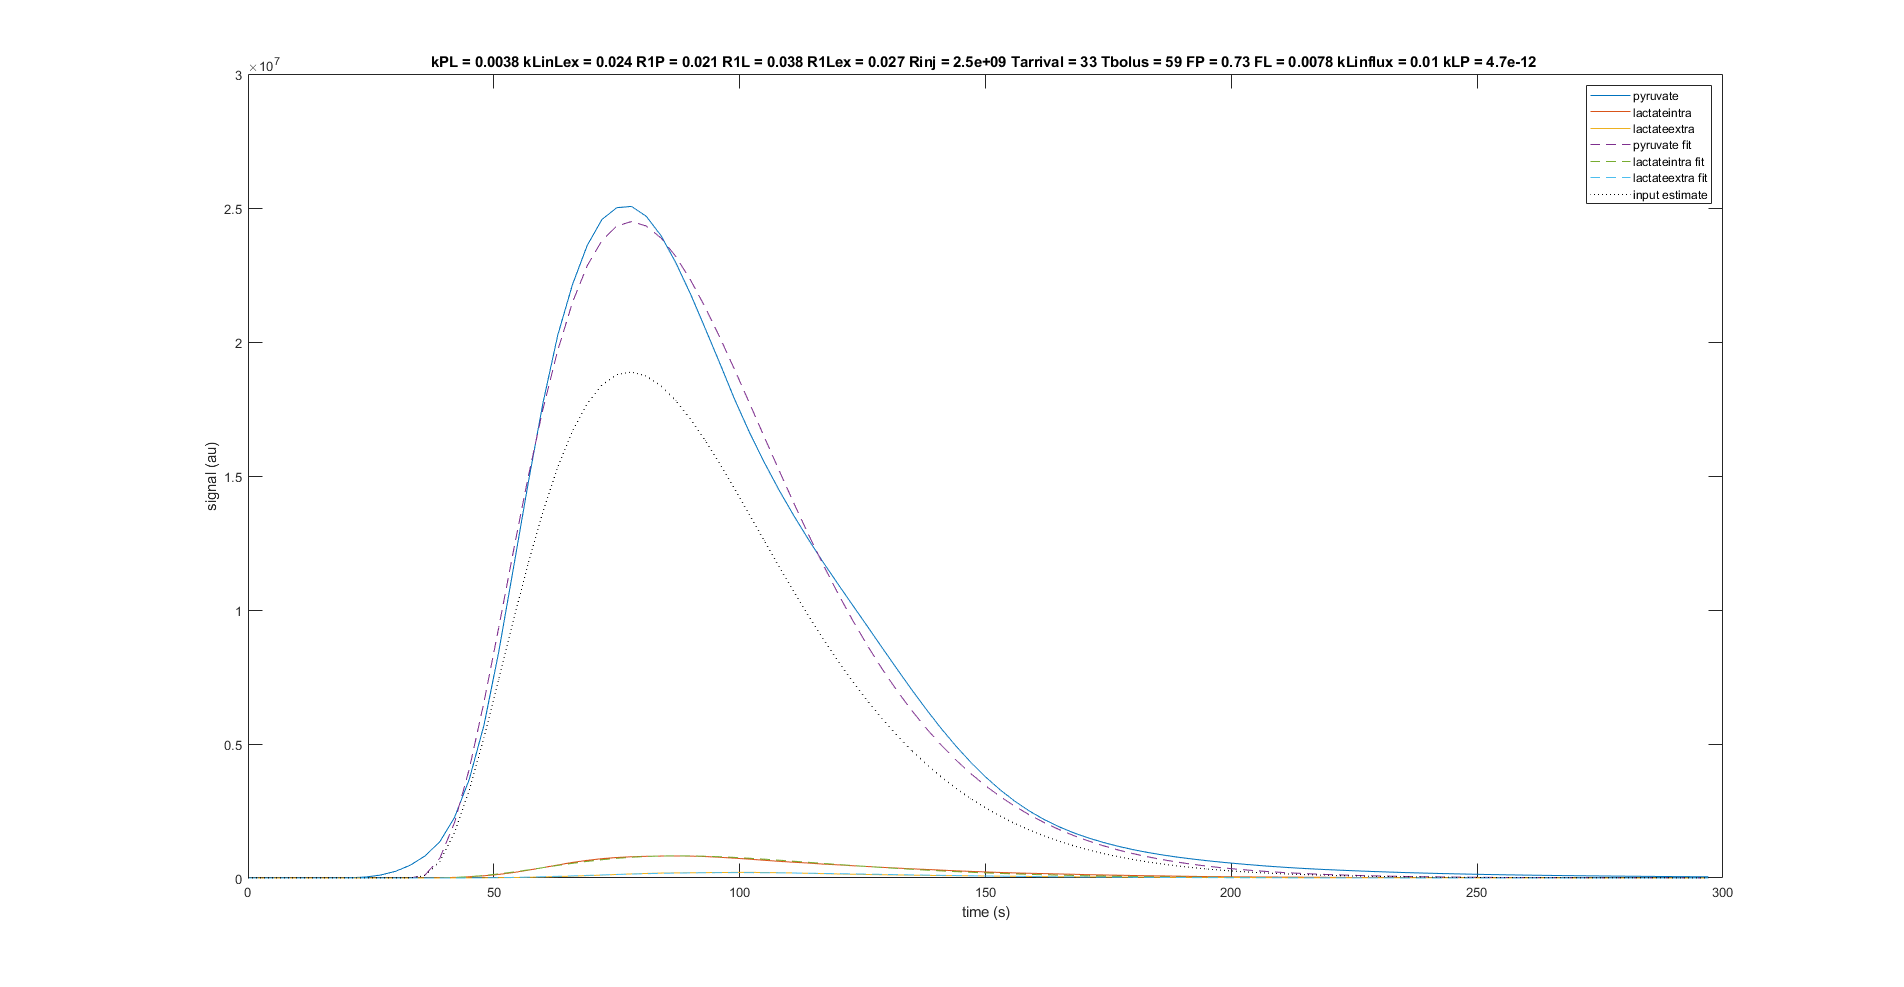 kPL = 0.0038 kLinLex = 0.024 R1P = 0.021 R1L = 0.038 R1Lex = 0.027 Rinj = 2.5e+09 Tarrival = 33 Tbolus = 59 FP = 0.73 FL = 0.0078 kLinflux = 0.01 kLP = 4.7e-12
×10^7
3
2.5
2
1.5
1
0.5
0
signal (au)
pyruvate
lactateintra
lactateextra
pyruvate fit
lactateintra fit
lactateextra fit
input estimate
0 50 100 150 200 250 300
time (s)